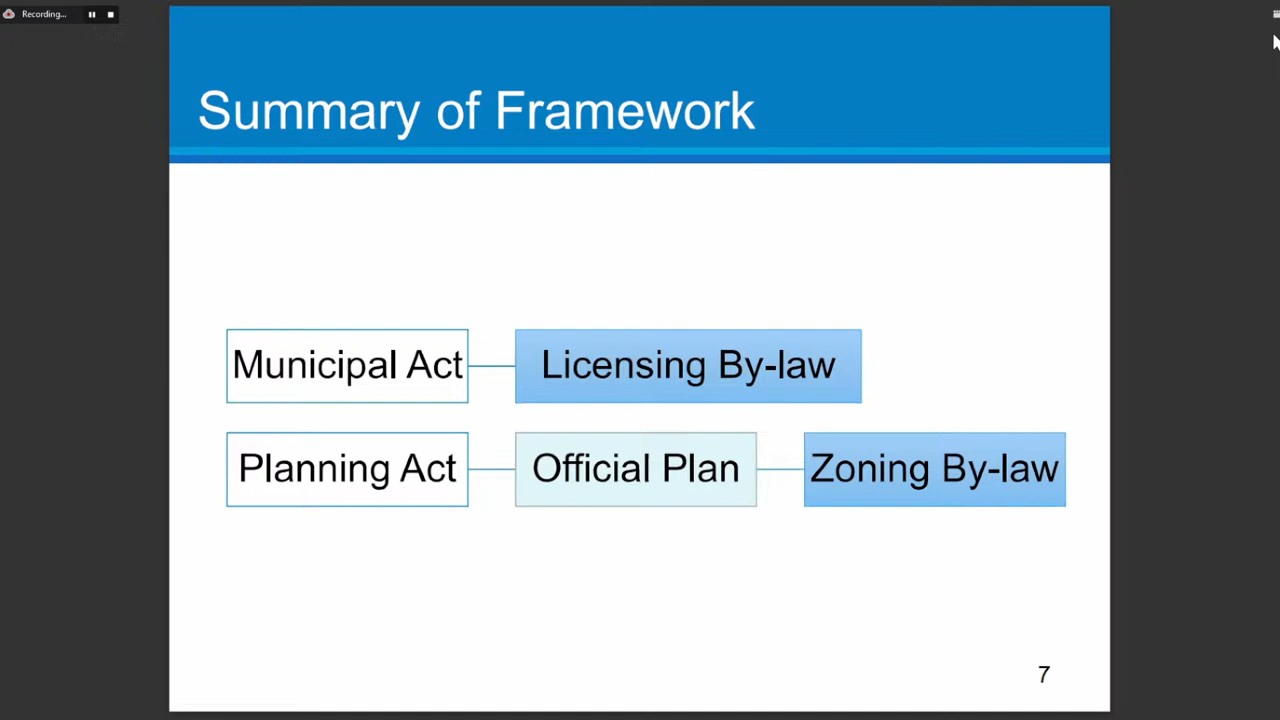 Recording...
Summary of Framework
Municipal Act
Licensing By-law
Planning Act
Official Plan
Zoning By-law
7